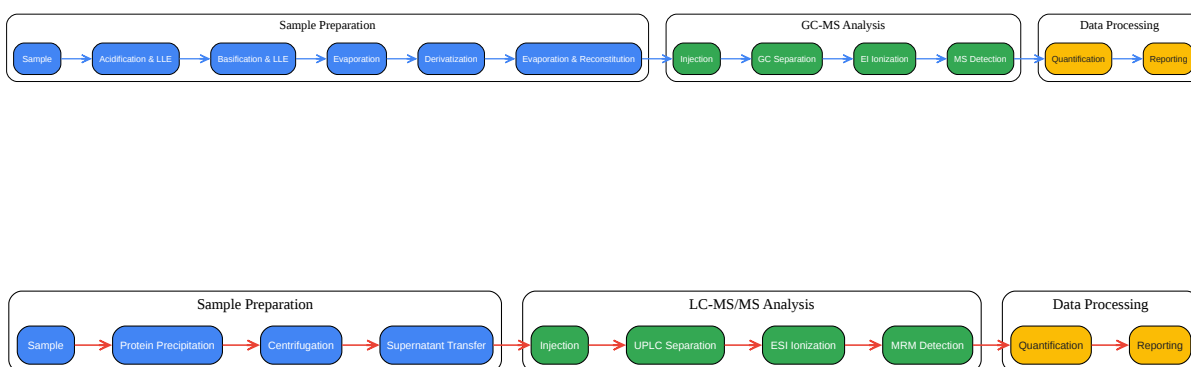 Sample Preparation
GC-MS Analysis
Data Processing
Sample
Acidification & LLE
Basification & LLE
Evaporation
Derivatization
Evaporation & Reconstitution
Injection
GC Separation
EI Ionization
MS Detection
Quantification
Reporting
Sample Preparation
LC-MS/MS Analysis
Data Processing
Sample
Protein Precipitation
Centrifugation
Supernatant Transfer
Injection
UPLC Separation
ESI Ionization
MRM Detection
Quantification
Reporting